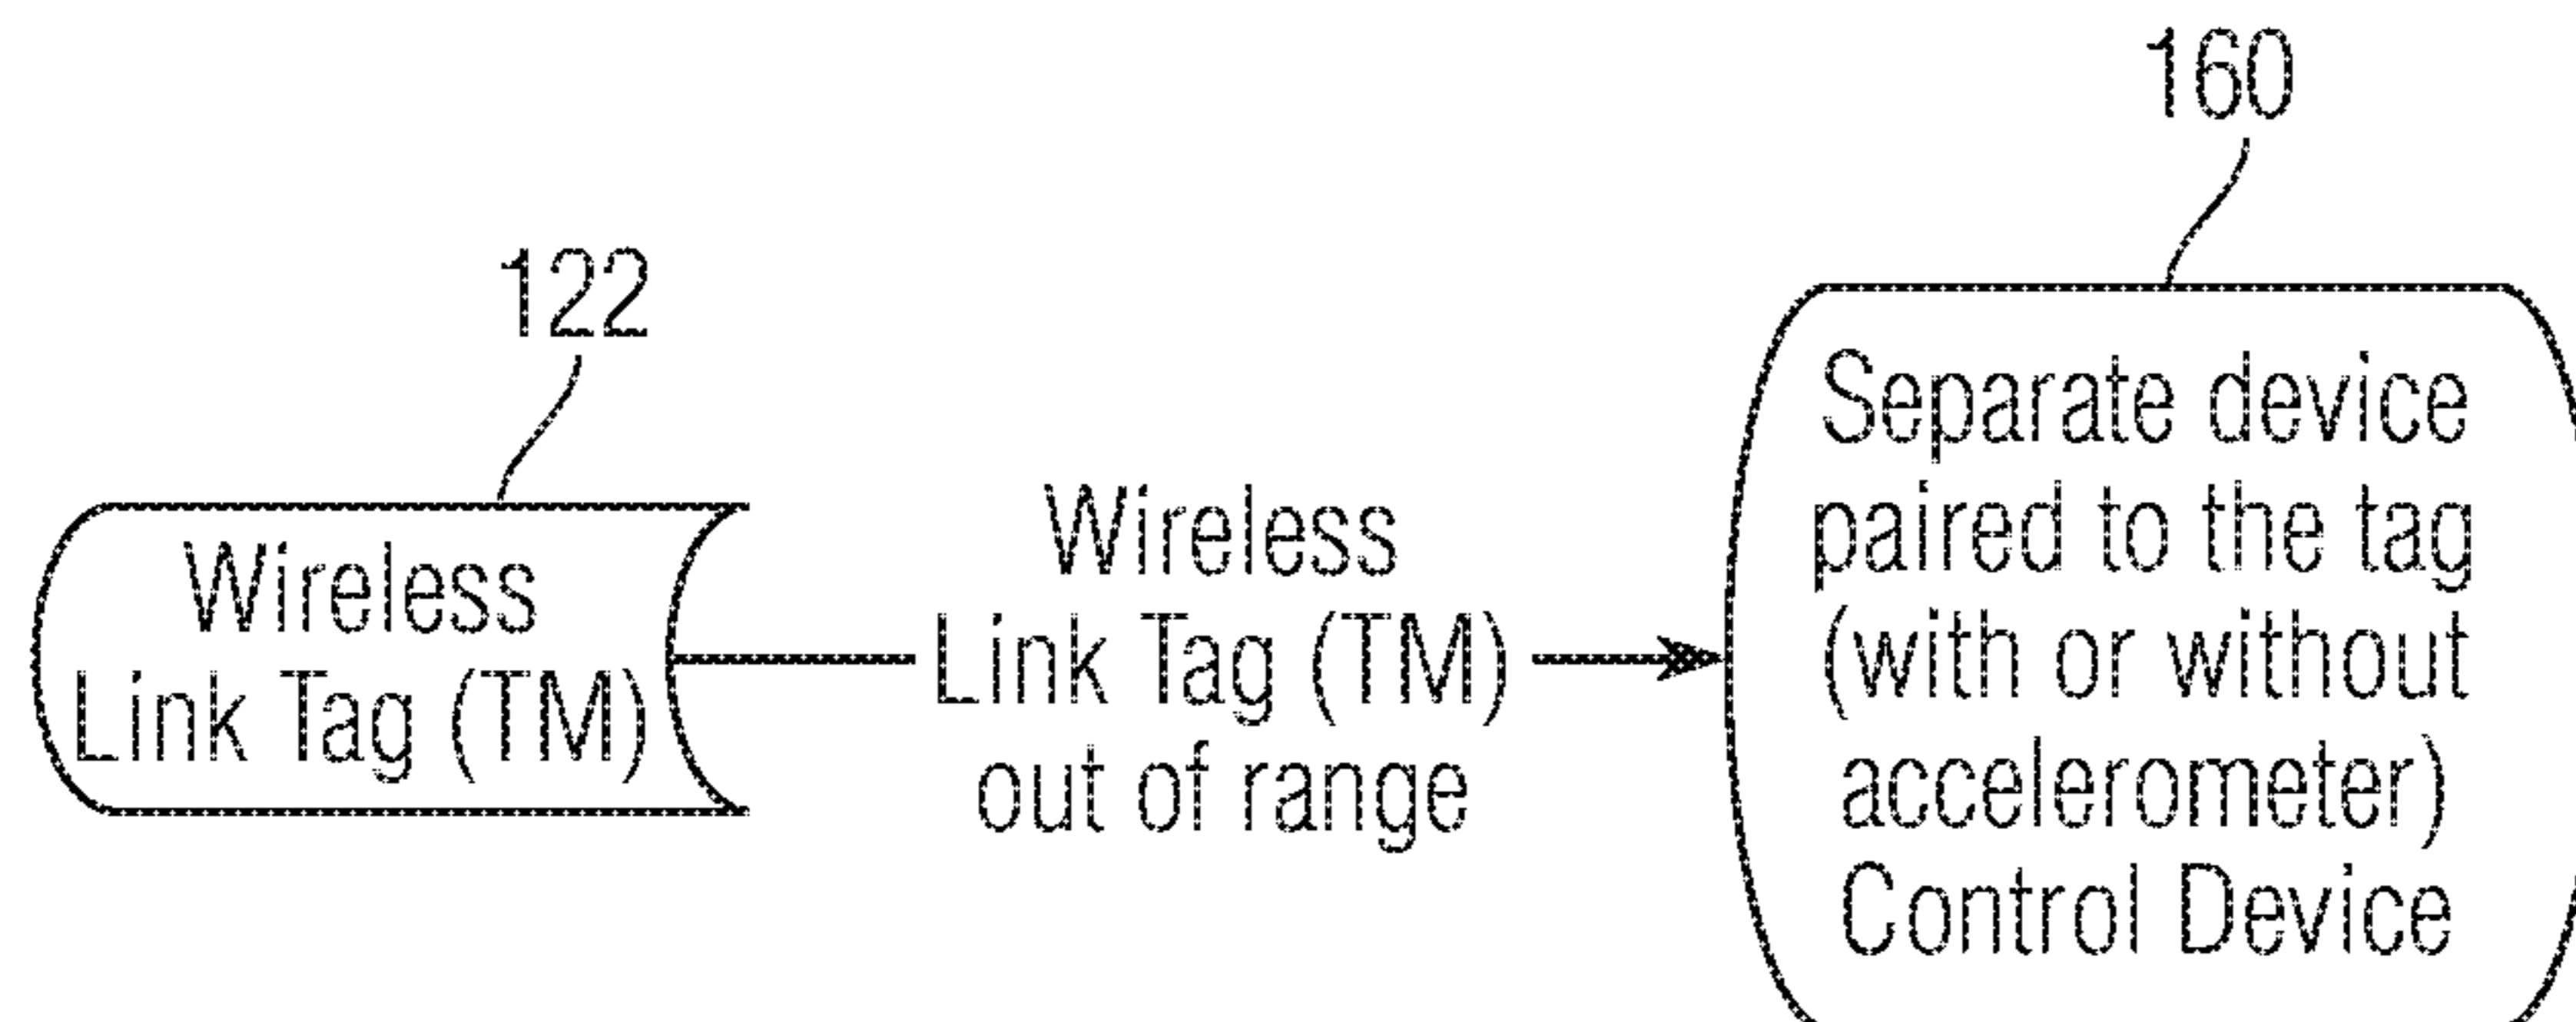 160
122
Wireless
Link Tag (TM)
Wireless
Link Tag (TM)
out of range
Separate device
paired to the tag
(with or without
accelerometer)
Control Device